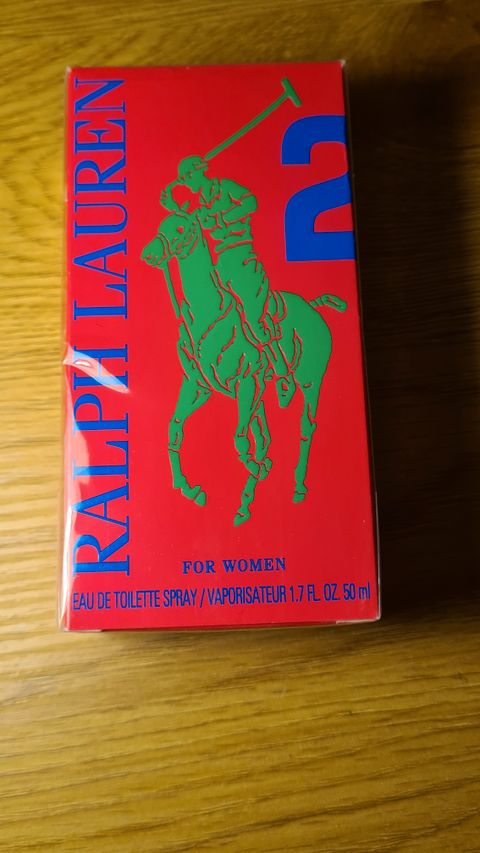 RALPH LAUREN
2
FOR WOMEN
EAU DE TOILETTE SPRAY / VAPORISATEUR 1.7 FL. OZ. 50 ml